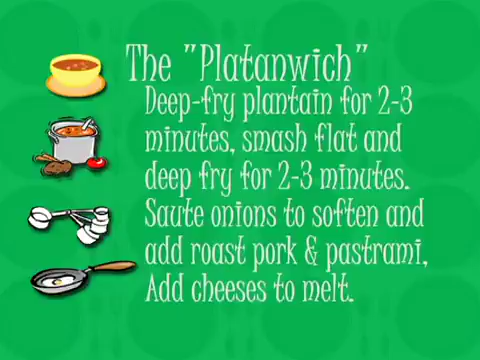 The "Platanwich"
Deep-fry plantain for 2-3
minutes, smash flat and
deep fry for 2-3 minutes.
Saute onions to soften and
add roast pork & pastrami,
Add cheeses to melt.